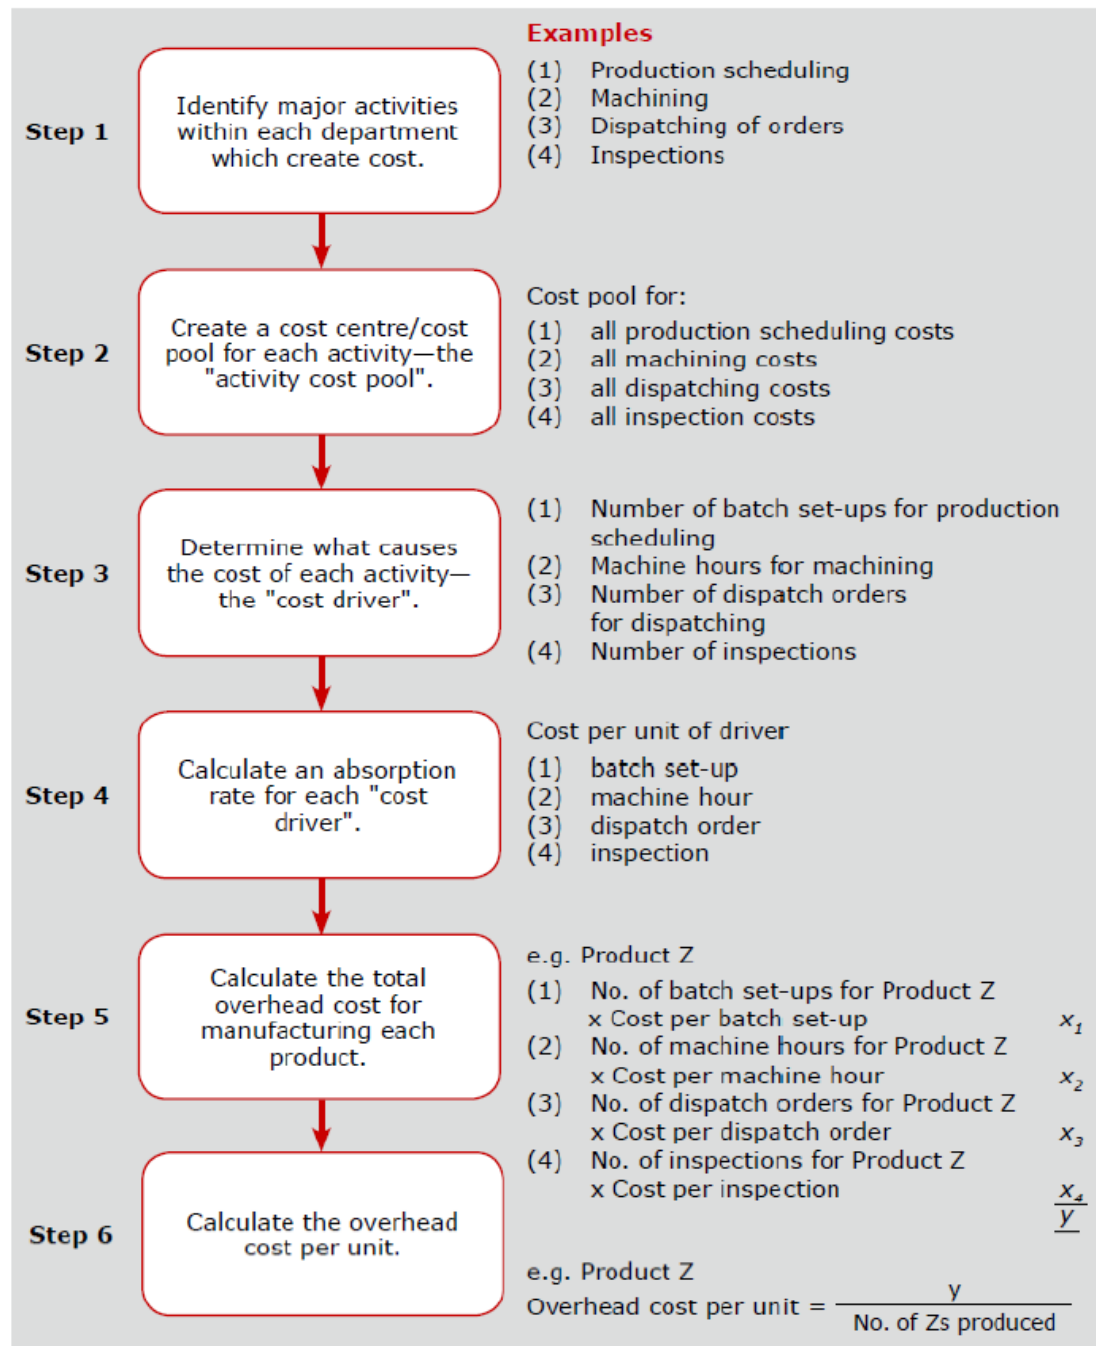 Examples
Step 1
Identify major activities
within each department
which create cost.
(1) Production scheduling
(2) Machining
(3) Dispatching of orders
(4) Inspections
Step 2
Create a cost centre/cost
pool for each activity—the
"activity cost pool".
Cost pool for:
(1) all production scheduling costs
(2) all machining costs
(3) all dispatching costs
(4) all inspection costs
Step 3
Determine what causes
the cost of each activity—
the "cost driver".
(1) Number of batch set-ups for production
scheduling
(2) Machine hours for machining
(3) Number of dispatch orders
for dispatching
(4) Number of inspections
Step 4
Calculate an absorption
rate for each "cost
driver".
Cost per unit of driver
(1) batch set-up
(2) machine hour
(3) dispatch order
(4) inspection
Step 5
Calculate the total
overhead cost for
manufacturing each
product.
e.g. Product Z
(1) No. of batch set-ups for Product Z
x Cost per batch set-up x₁
(2) No. of machine hours for Product Z
x Cost per machine hour x₂
(3) No. of dispatch orders for Product Z
x Cost per dispatch order x₃
(4) No. of inspections for Product Z
x Cost per inspection x₄
y
Step 6
Calculate the overhead
cost per unit.
e.g. Product Z
y
Overhead cost per unit =
No. of Zs produced